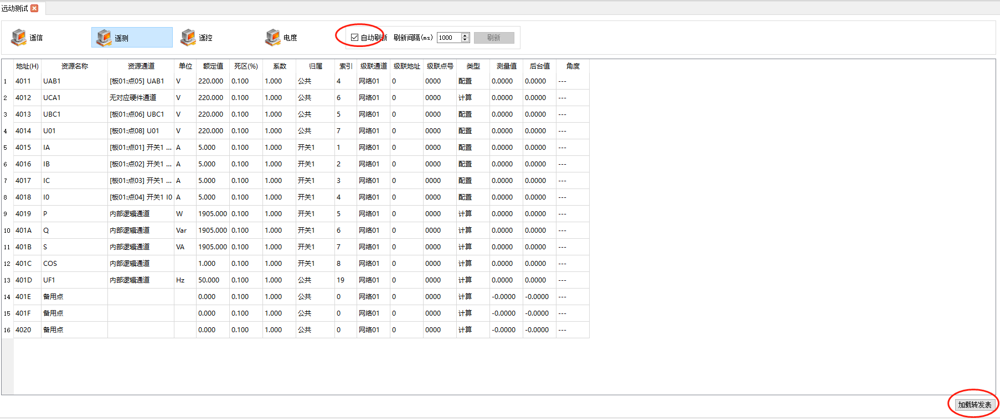 远动测试
遥信 遥测 遥控 电度 自动刷新 刷新间隔(ms) 1000 刷新
地址(H) 资源名称 资源通道 单位 额定值 死区(%) 系数 归属 索引 级联通道 级联地址 级联点号 类型 测量值 后台值 角度
1 4011 UAB1 [板01:点05] UAB1 V 220.000 0.100 1.000 公共 4 网络01 0 0000 配置 0.0000 0.0000 ---
2 4012 UCA1 无对应硬件通道 V 220.000 0.100 1.000 公共 6 网络01 0 0000 计算 0.0000 0.0000 ---
3 4013 UBC1 [板01:点06] UBC1 V 220.000 0.100 1.000 公共 5 网络01 0 0000 配置 0.0000 0.0000 ---
4 4014 U01 [板01:点08] U01 V 220.000 0.100 1.000 公共 7 网络01 0 0000 配置 0.0000 0.0000 ---
5 4015 IA [板01:点01] 开关1 ... A 5.000 0.100 1.000 开关1 1 网络01 0 0000 配置 0.0000 0.0000 ---
6 4016 IB [板01:点02] 开关1 ... A 5.000 0.100 1.000 开关1 2 网络01 0 0000 配置 0.0000 0.0000 ---
7 4017 IC [板01:点03] 开关1 ... A 5.000 0.100 1.000 开关1 3 网络01 0 0000 配置 0.0000 0.0000 ---
8 4018 I0 [板01:点04] 开关1 I0 A 5.000 0.100 1.000 开关1 4 网络01 0 0000 配置 0.0000 0.0000 ---
9 4019 P 内部逻辑通道 W 1905.000 0.100 1.000 开关1 5 网络01 0 0000 计算 0.0000 0.0000 ---
10 401A Q 内部逻辑通道 Var 1905.000 0.100 1.000 开关1 6 网络01 0 0000 计算 0.0000 0.0000 ---
11 401B S 内部逻辑通道 VA 1905.000 0.100 1.000 开关1 7 网络01 0 0000 计算 0.0000 0.0000 ---
12 401C COS 内部逻辑通道 1.000 0.100 1.000 开关1 8 网络01 0 0000 计算 0.0000 0.0000 ---
13 401D UF1 内部逻辑通道 Hz 50.000 0.100 1.000 公共 19 网络01 0 0000 计算 0.0000 0.0000 ---
14 401E 备用点 0.000 0.100 1.000 公共 0 网络01 0 0000 计算 -0.0000 -0.0000 ---
15 401F 备用点 0.000 0.100 1.000 公共 0 网络01 0 0000 计算 -0.0000 -0.0000 ---
16 4020 备用点 0.000 0.100 1.000 公共 0 网络01 0 0000 计算 -0.0000 -0.0000 ---
加载转发表